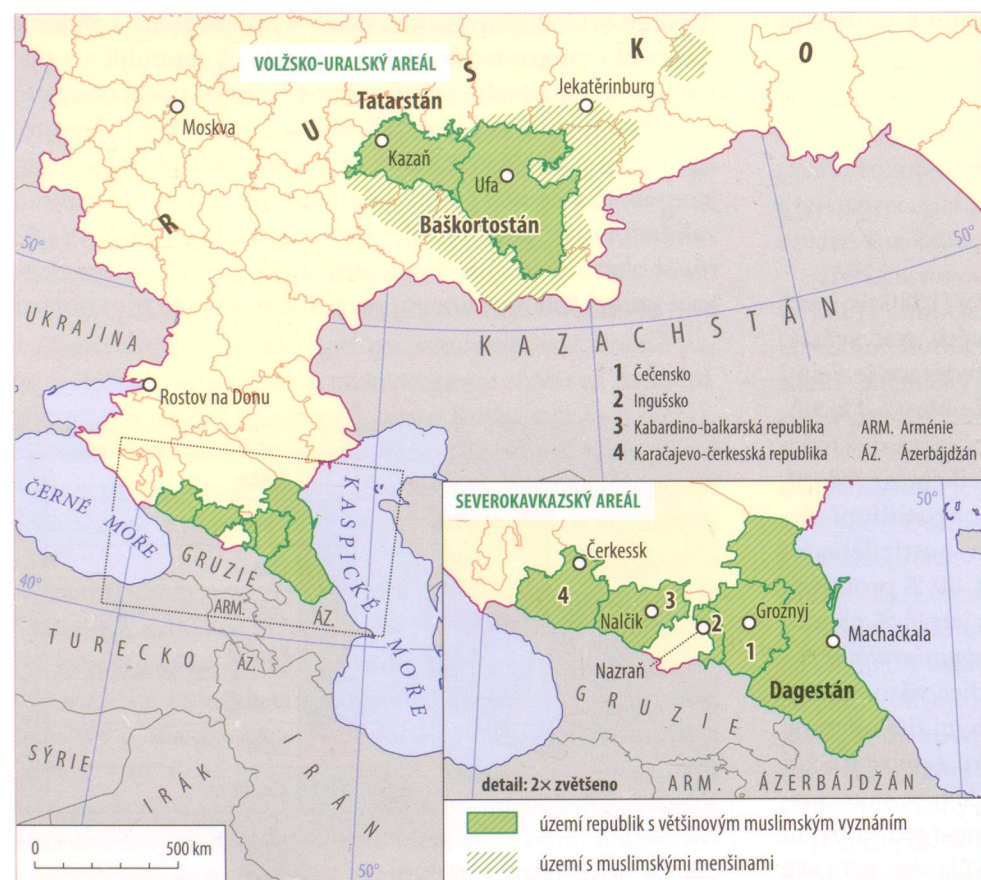 VOLŽSKO-URALSKÝ AREÁL
R U S K O
Moskva
Tatarstán
Kazaň
Jekatěrinburg
Ufa
Baškortostán
50°
50°
UKRAJINA
KAZACHSTÁN
Rostov na Donu
1 Čečensko
2 Ingušsko
3 Kabardino-balkarská republika
4 Karačajevo-čerkesská republika
ARM. Arménie
ÁZ. Ázerbájdžán
ČERNÉ MOŘE
KASPICKÉ MOŘE
GRUZIE
ARM.
ÁZ.
ÁZ.
40°
TURECKO
SÝRIE
IRÁK
ÍRÁN
50°
0 500 km
SEVEROKAVKAZSKÝ AREÁL
50°
Čerkessk
4
3
Nalčik
2
Nazraň
Groznyj
1
Machačkala
Dagestán
GRUZIE
ARM.
ÁZERBÁJDŽÁN
detail: 2× zvětšeno
území republik s většinovým muslimským vyznáním
území s muslimskými menšinami